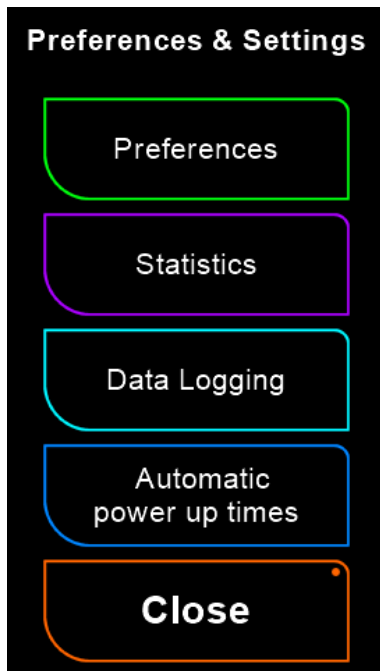 Preferences & Settings
Preferences
Statistics
Data Logging
Automatic
power up times
Close